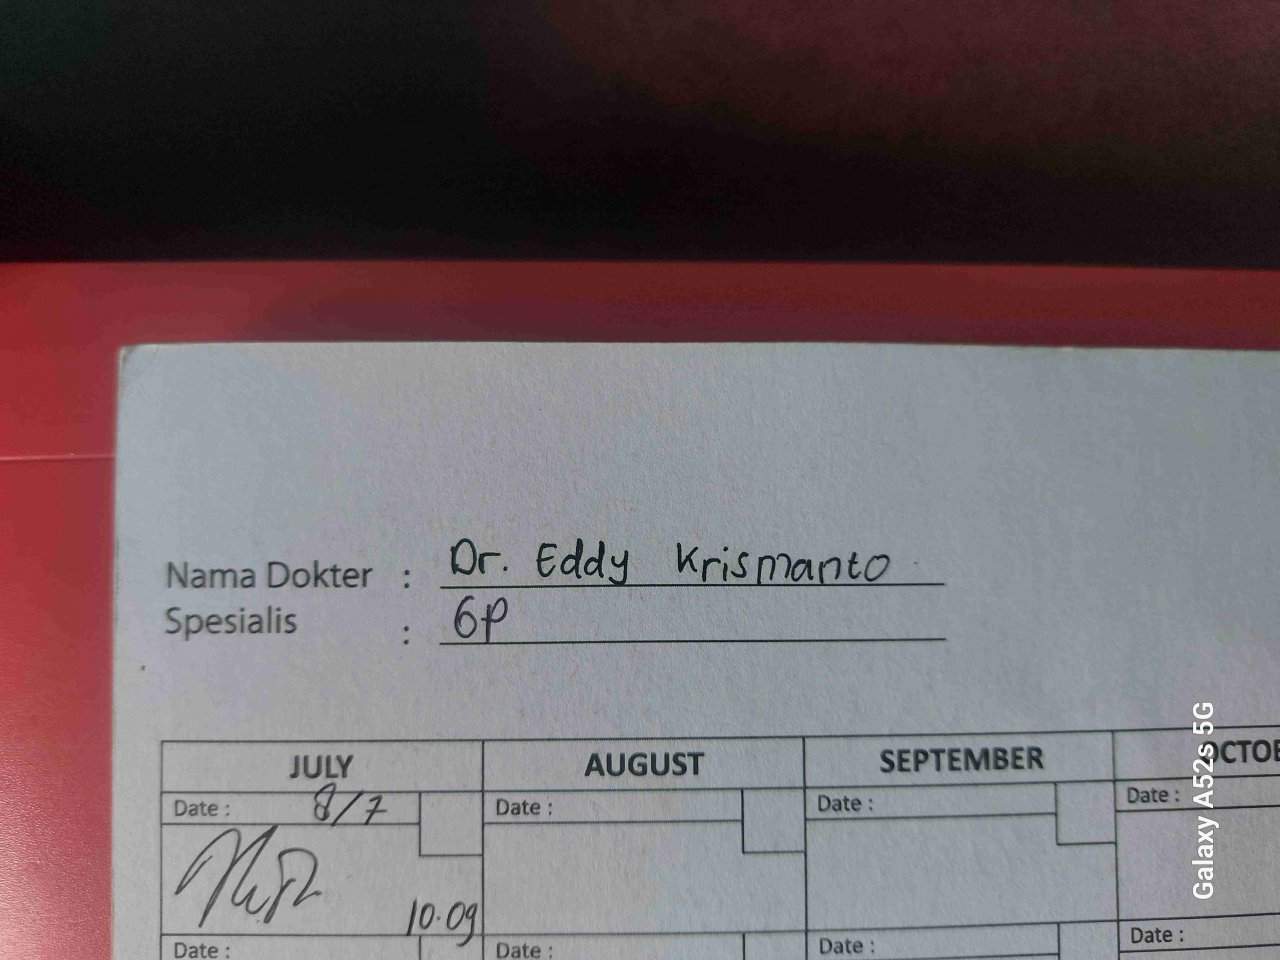 Nama Dokter : Dr. Eddy Krismanto
Spesialis : GP
JULY AUGUST SEPTEMBER OCTOB
Date : 8/7 Date : Date : Date :
10.09
Date : Date : Date : Date :
Galaxy A52s 5G